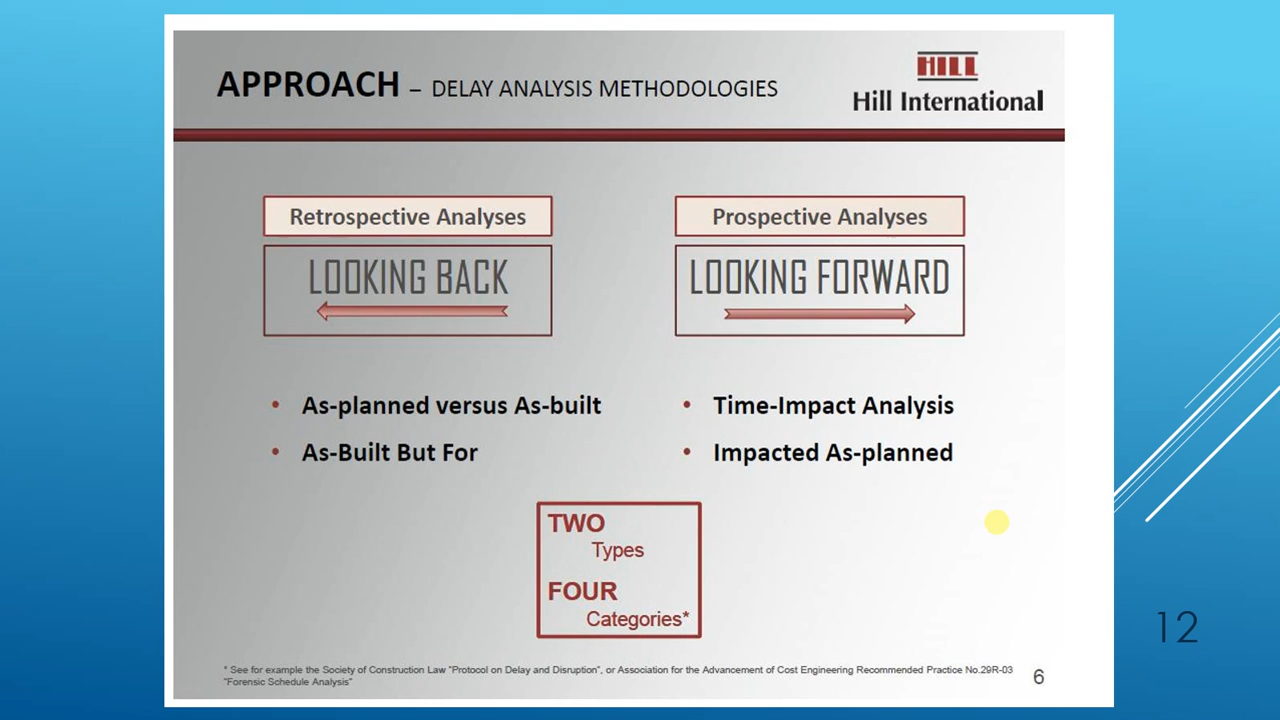 APPROACH – DELAY ANALYSIS METHODOLOGIES
HILL
Hill International
Retrospective Analyses
LOOKING BACK
As-planned versus As-built
As-Built But For
Prospective Analyses
LOOKING FORWARD
Time-Impact Analysis
Impacted As-planned
TWO
Types
FOUR
Categories*
* See for example the Society of Construction Law "Protocol on Delay and Disruption", or Association for the Advancement of Cost Engineering Recommended Practice No.29R-03
"Forensic Schedule Analysis"
6
12